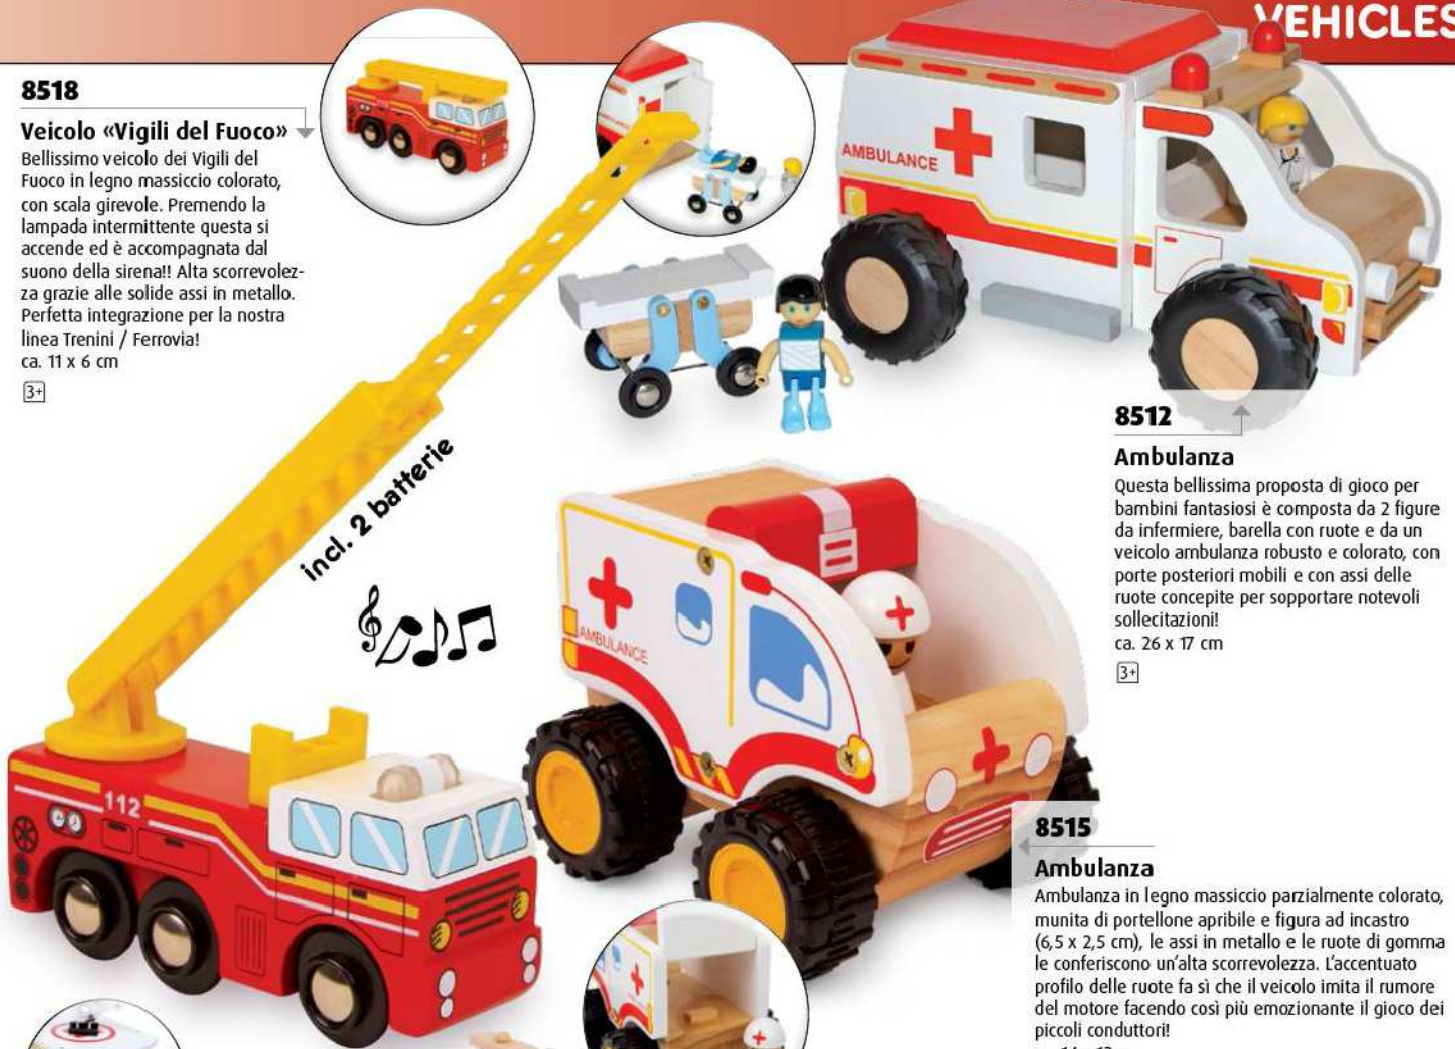 VEHICLES
8518
Veicolo «Vigili del Fuoco»
Bellissimo veicolo dei Vigili del
Fuoco in legno massiccio colorato,
con scala girevole. Premendo la
lampada intermittente questa si
accende ed è accompagnata dal
suono della sirena!! Alta scorrevolez-
za grazie alle solide assi in metallo.
Perfetta integrazione per la nostra
linea Trenini / Ferrovia!
ca. 11 x 6 cm
3+
AMBULANCE
incl. 2 batterie
8512
Ambulanza
Questa bellissima proposta di gioco per
bambini fantasiosi è composta da 2 figure
da infermiere, barella con ruote e da un
veicolo ambulanza robusto e colorato, con
porte posteriori mobili e con assi delle
ruote concepite per sopportare notevoli
sollecitazioni!
ca. 26 x 17 cm
3+
AMBULANCE
112
8515
Ambulanza
Ambulanza in legno massiccio parzialmente colorato,
munita di portellone apribile e figura ad incastro
(6,5 x 2,5 cm), le assi in metallo e le ruote di gomma
le conferiscono un'alta scorrevolezza. L'accentuato
profilo delle ruote fa sì che il veicolo imita il rumore
del motore facendo così più emozionante il gioco dei
piccoli conduttori!